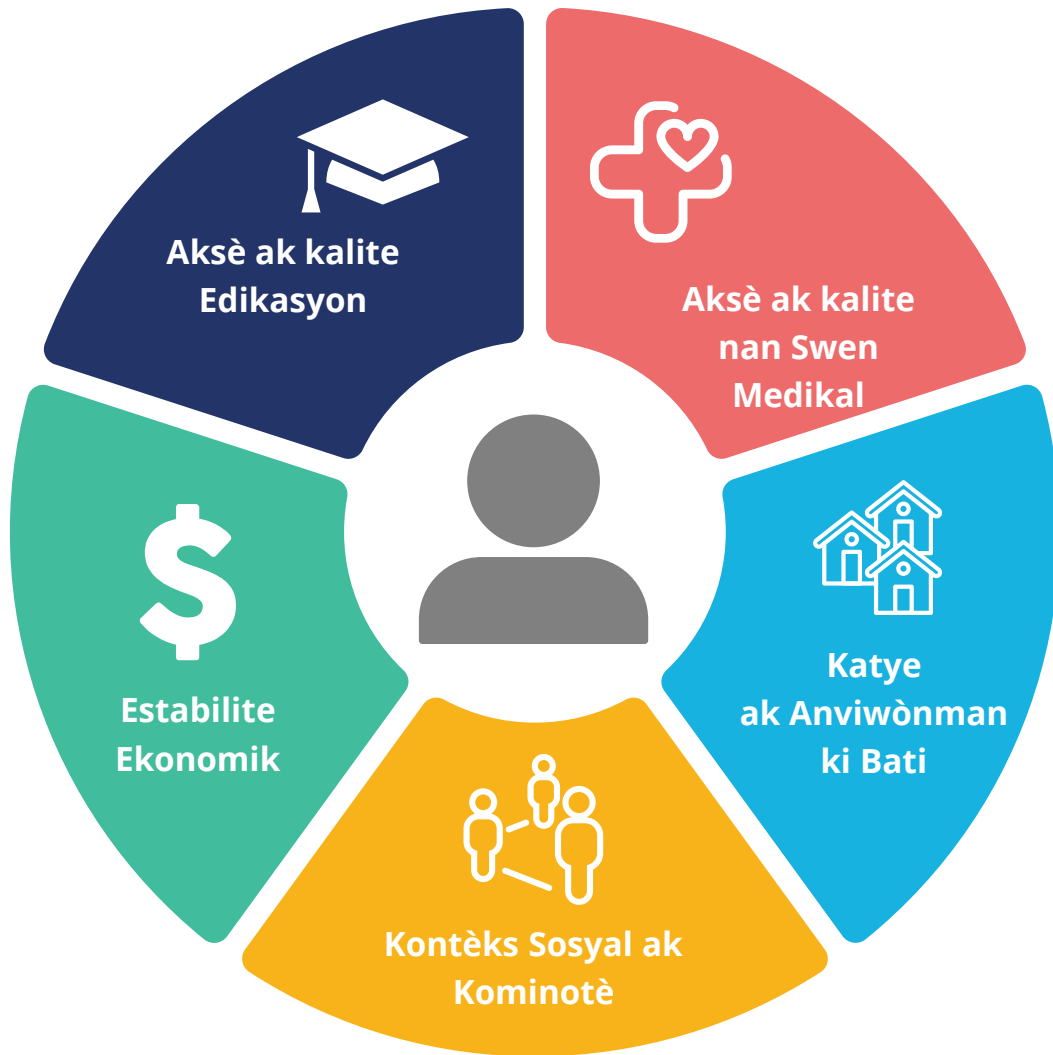 Aksè ak kalite
Edikasyon
Aksè ak kalite
nan Swen
Medikal
Katye
ak Anviwònman
ki Bati
Kontèks Sosyal ak
Kominotè
Estabilite
Ekonomik